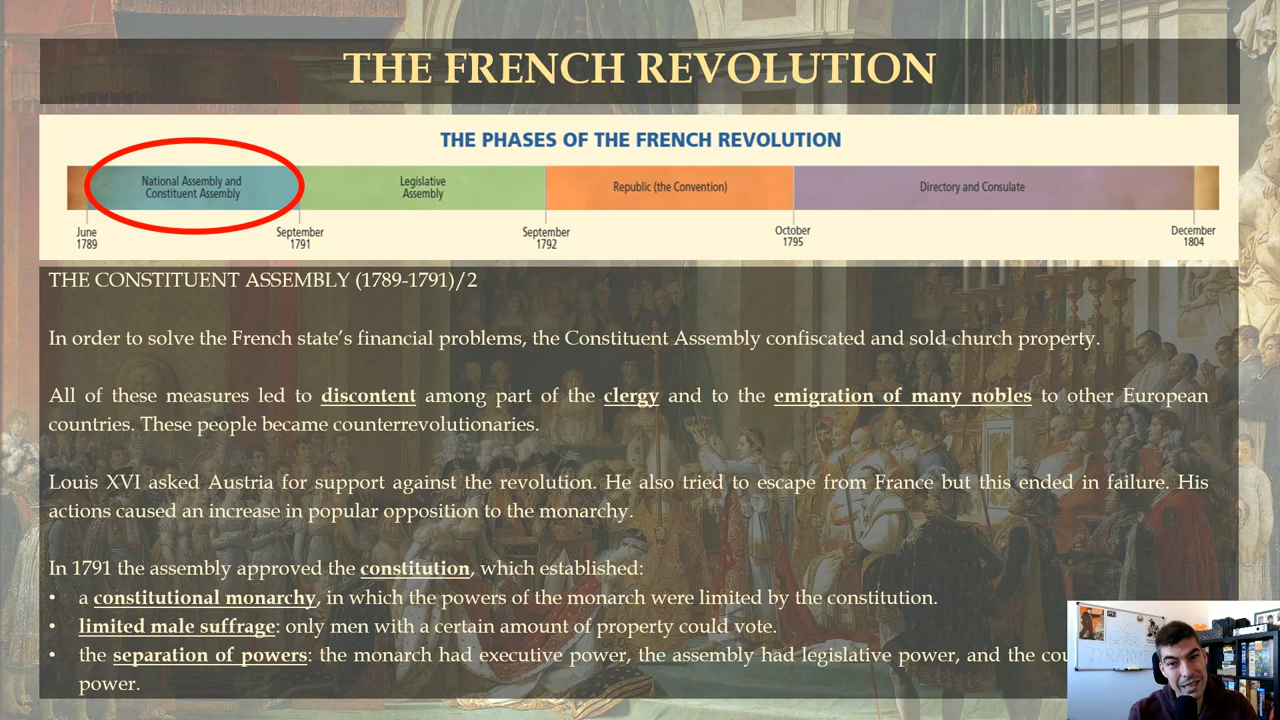 THE FRENCH REVOLUTION
THE PHASES OF THE FRENCH REVOLUTION
National Assembly and
Constituent Assembly
Legislative
Assembly
Republic (the Convention)
Directory and Consulate
June
1789
September
1791
September
1792
October
1795
December
1804
THE CONSTITUENT ASSEMBLY (1789-1791)/2
In order to solve the French state's financial problems, the Constituent Assembly confiscated and sold church property.
All of these measures led to discontent among part of the clergy and to the emigration of many nobles to other European
countries. These people became counterrevolutionaries.
Louis XVI asked Austria for support against the revolution. He also tried to escape from France but this ended in failure. His
actions caused an increase in popular opposition to the monarchy.
In 1791 the assembly approved the constitution, which established:
• a constitutional monarchy, in which the powers of the monarch were limited by the constitution.
• limited male suffrage: only men with a certain amount of property could vote.
• the separation of powers: the monarch had executive power, the assembly had legislative power, and the
power.